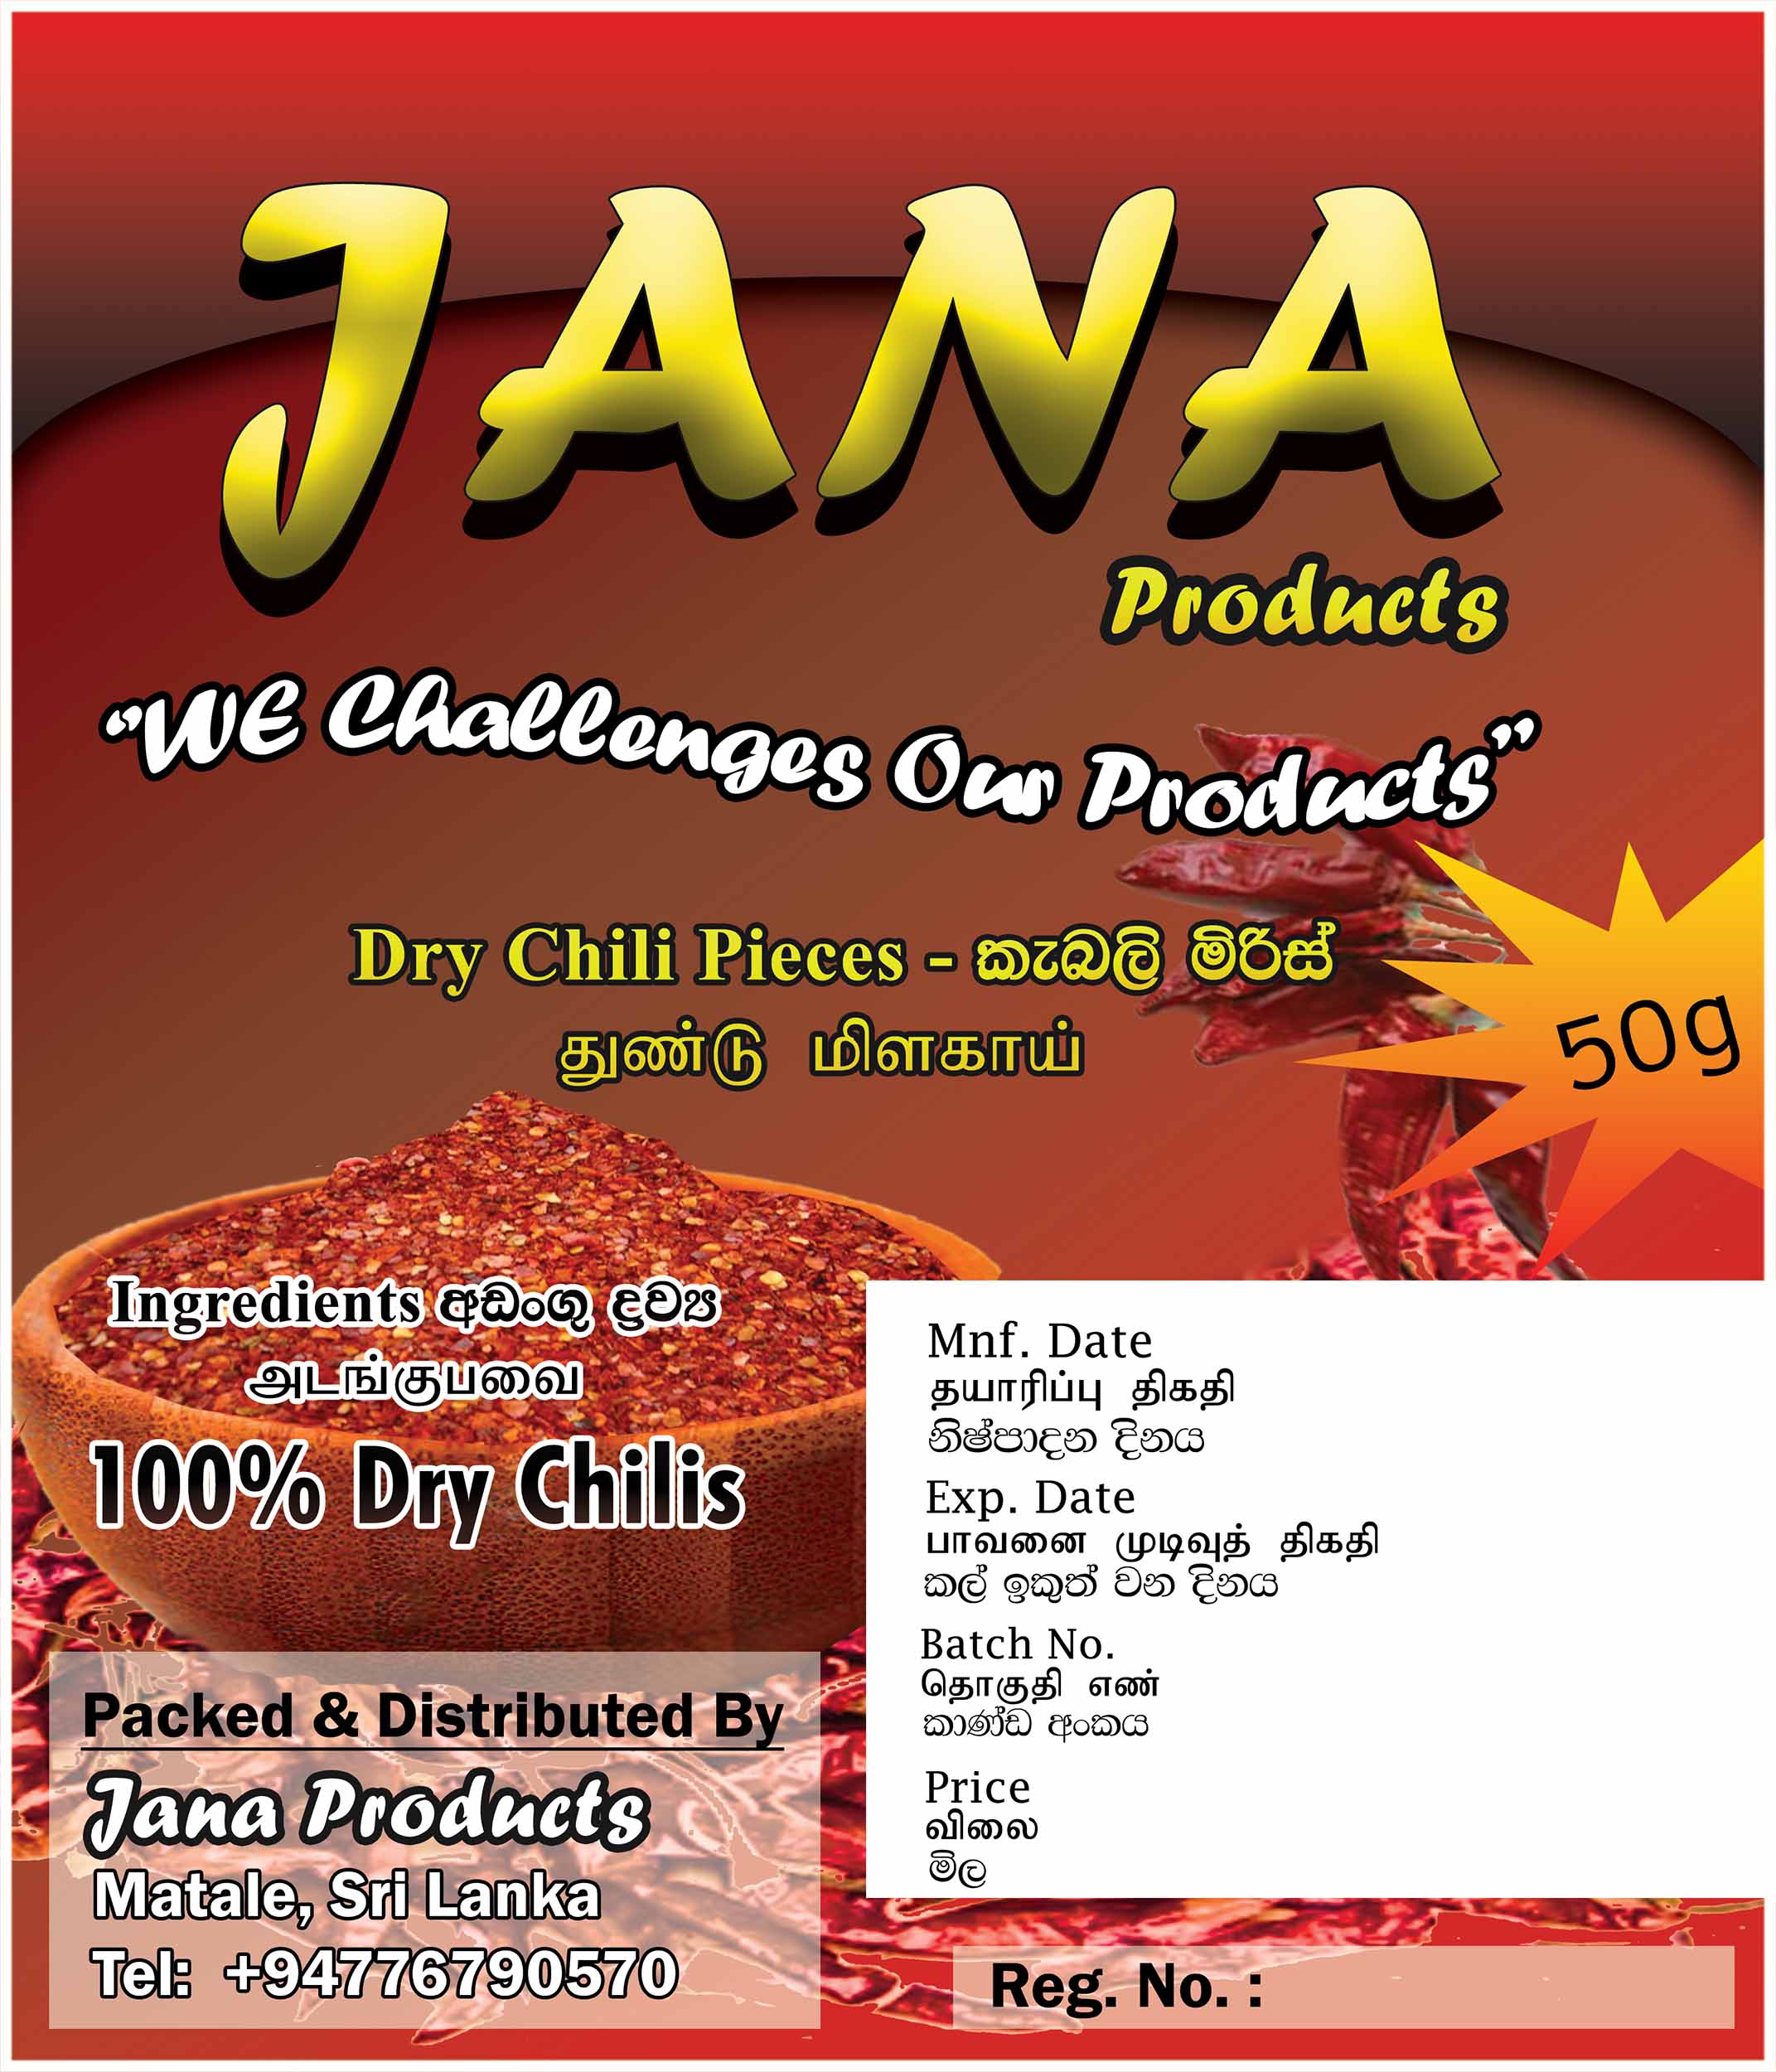 JANA
Products
“WE Challenges Our Products”
Dry Chili Pieces - කැබලි මිරිස්
துண்டு மிளகாய்
50g
Ingredients අඩංගු ද්‍රව්‍ය
அடங்குபவை
100% Dry Chilis
Mnf. Date
தயாரிப்பு திகதி
නිෂ්පාදන දිනය
Exp. Date
பாவனை முடிவுத் திகதி
කල් ඉකුත් වන දිනය
Batch No.
தொகுதி எண்
කාණ්ඩ අංකය
Price
விலை
මිල
Packed & Distributed By
Jana Products
Matale, Sri Lanka
Tel: +94776790570
Reg. No. :